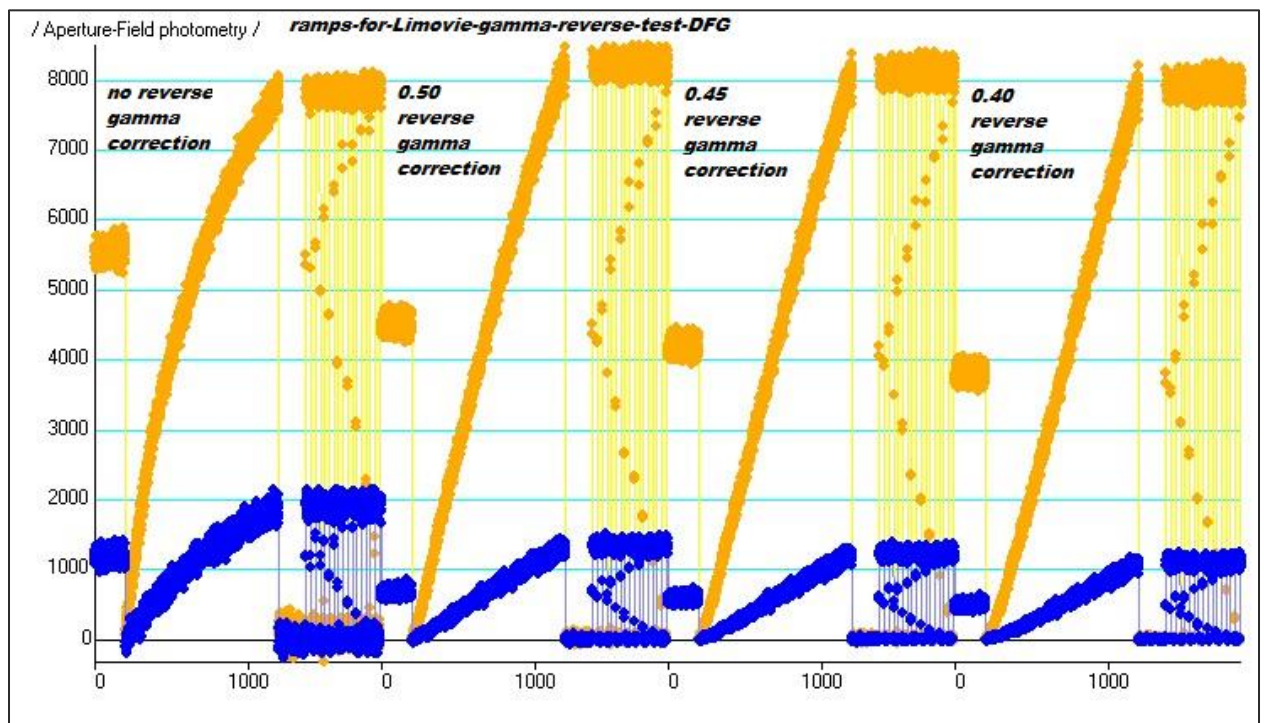 / Aperture-Field photometry / ramps-for-Limovie-gamma-reverse-test-DFG
8000
7000
6000
5000
4000
3000
2000
1000
0
no reverse
gamma
correction
0.50
reverse
gamma
correction
0.45
reverse
gamma
correction
0.40
reverse
gamma
correction
0 1000 0 1000 0 1000 0 1000